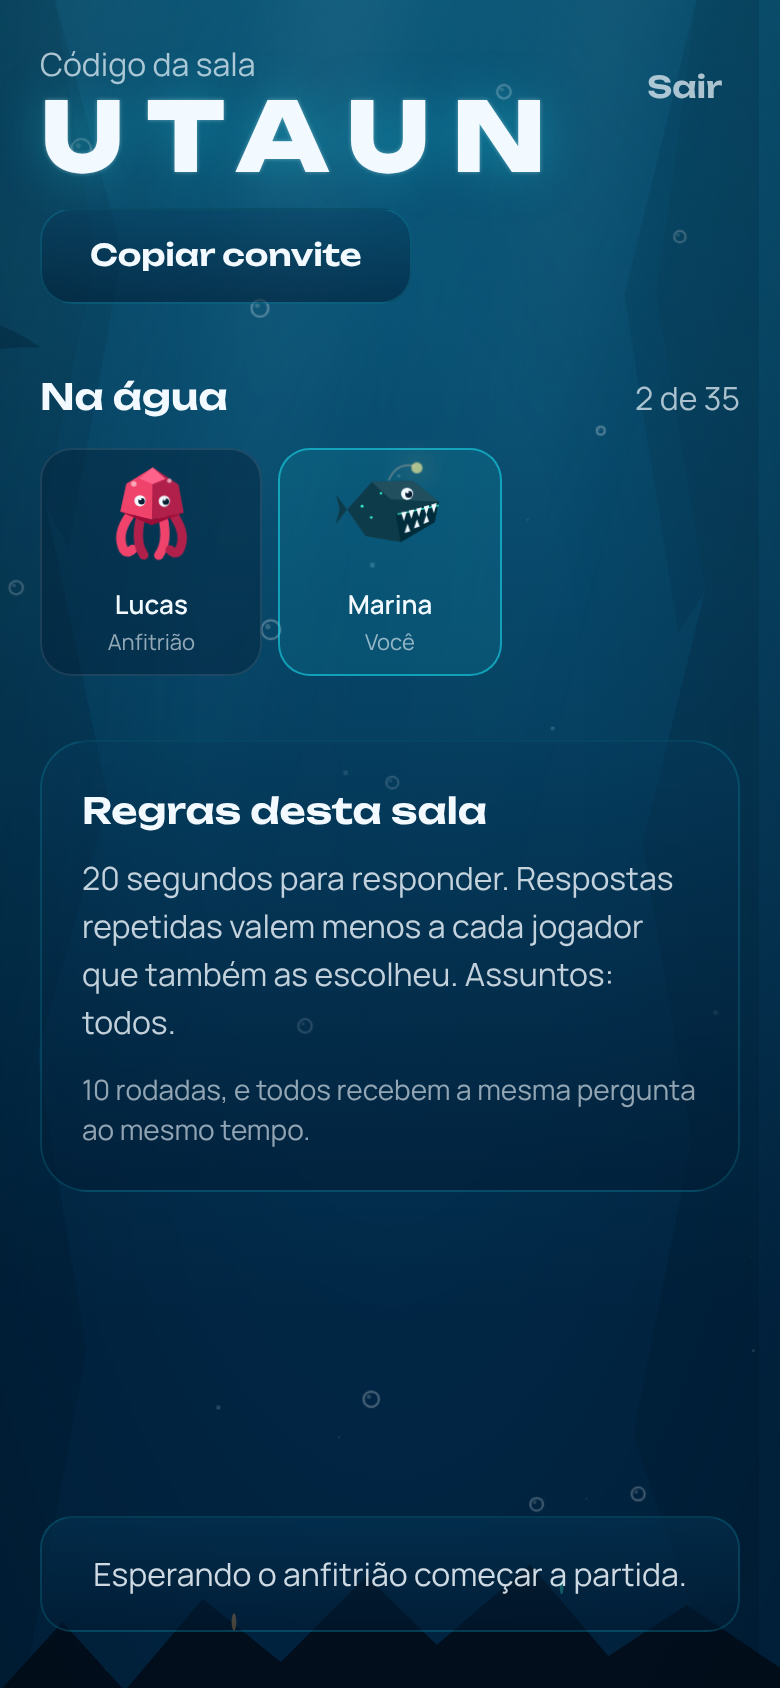 Código da sala
Sair
UTAUN
Copiar convite
Na água
2 de 35
Lucas
Anfitrião
Marina
Você
Regras desta sala
20 segundos para responder. Respostas
repetidas valem menos a cada jogador
que também as escolheu. Assuntos:
todos.
10 rodadas, e todos recebem a mesma pergunta
ao mesmo tempo.
Esperando o anfitrião começar a partida.